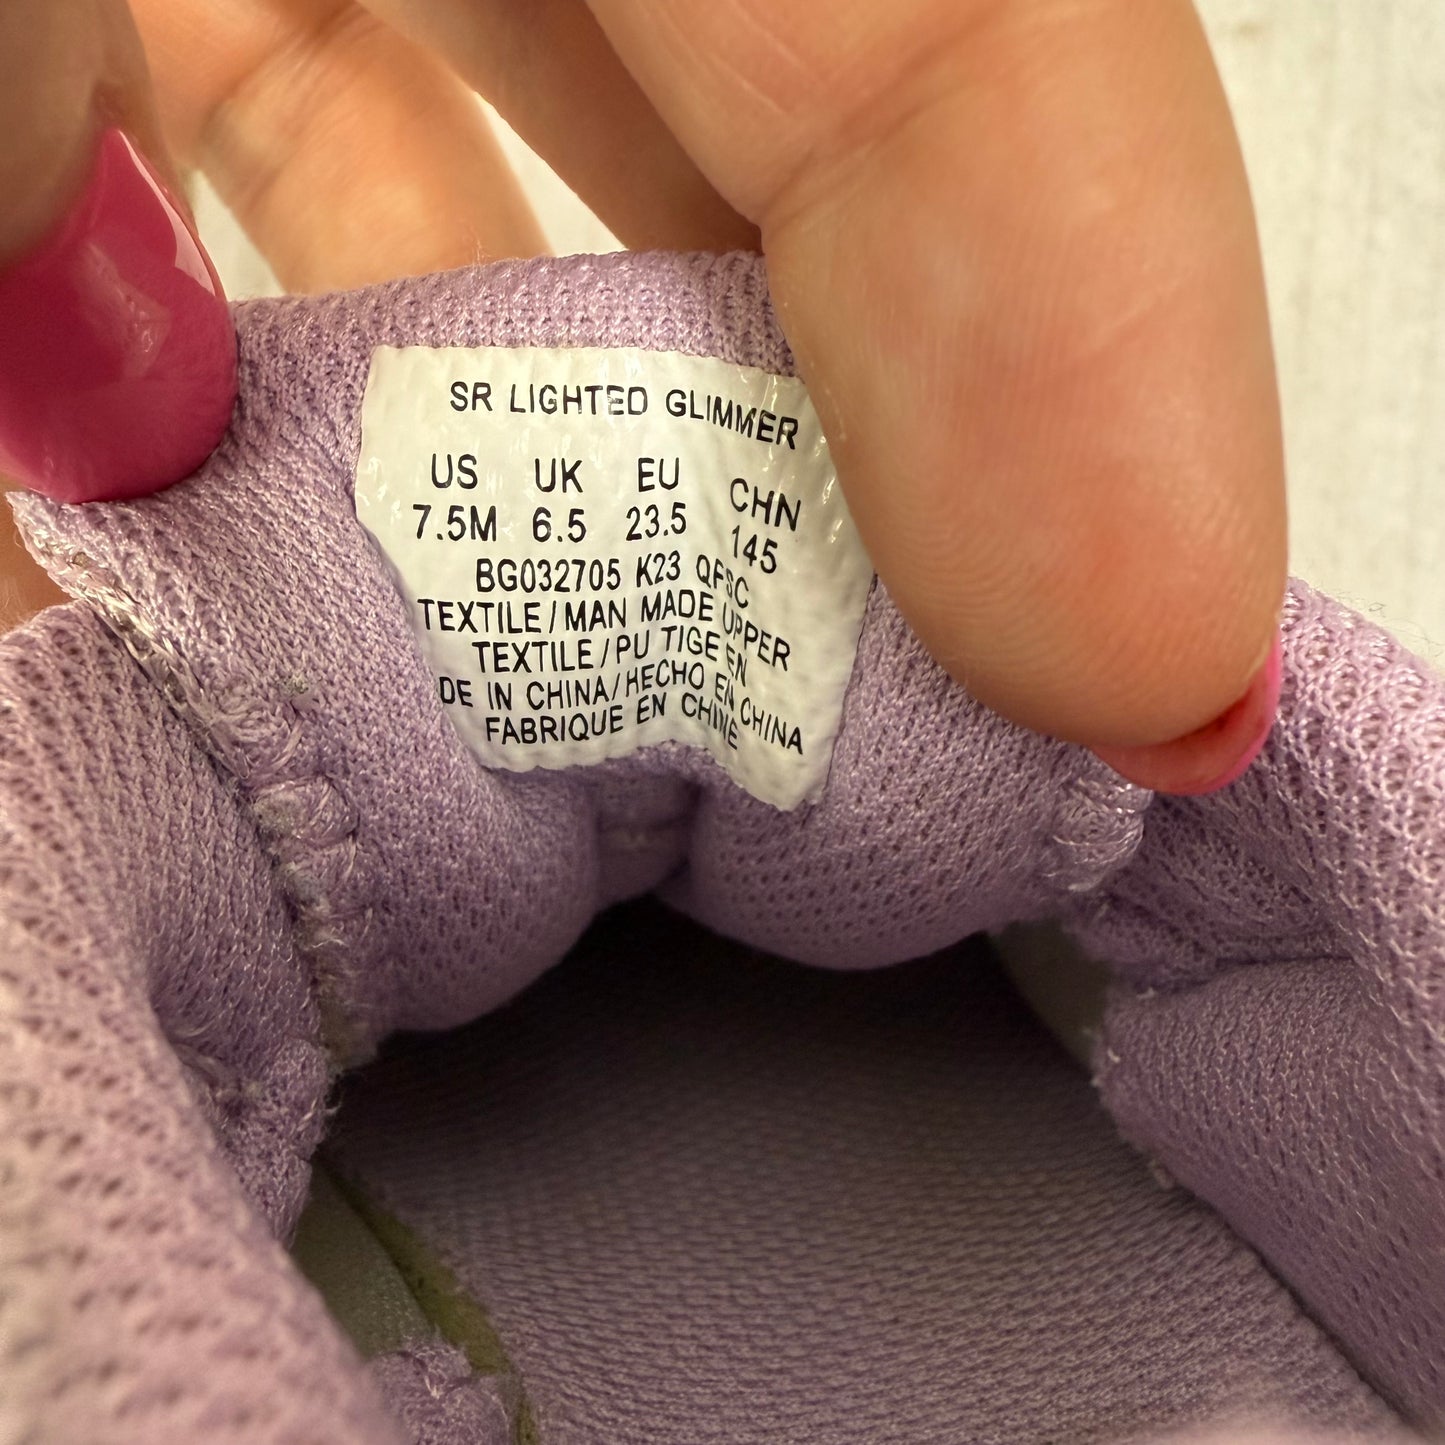 SR LIGHTED GLIMMER
US UK EU CHN
7.5M 6.5 23.5 145
BG032705 K23
TEXTILE/MAN MADE UPPER
TEXTILE/PU TIGE EN
DE IN CHINA/HECHO EN CHINA
FABRIQUE EN CHINE